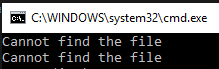 C:\WINDOWS\system32\cmd.exe
Cannot find the file
Cannot find the file